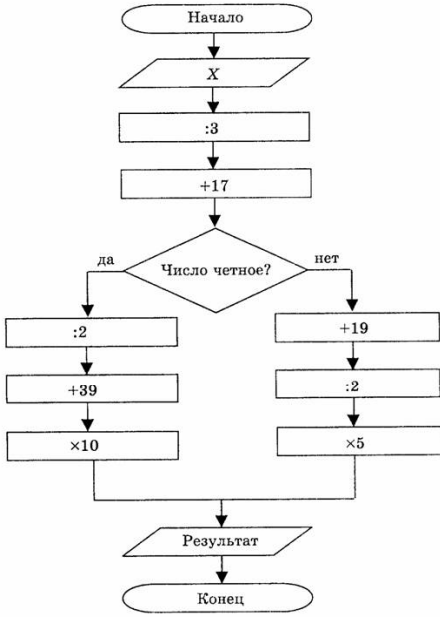 Начало
X
:3
+17
Число четное?
да
нет
:2
+39
×10
+19
:2
×5
Результат
Конец